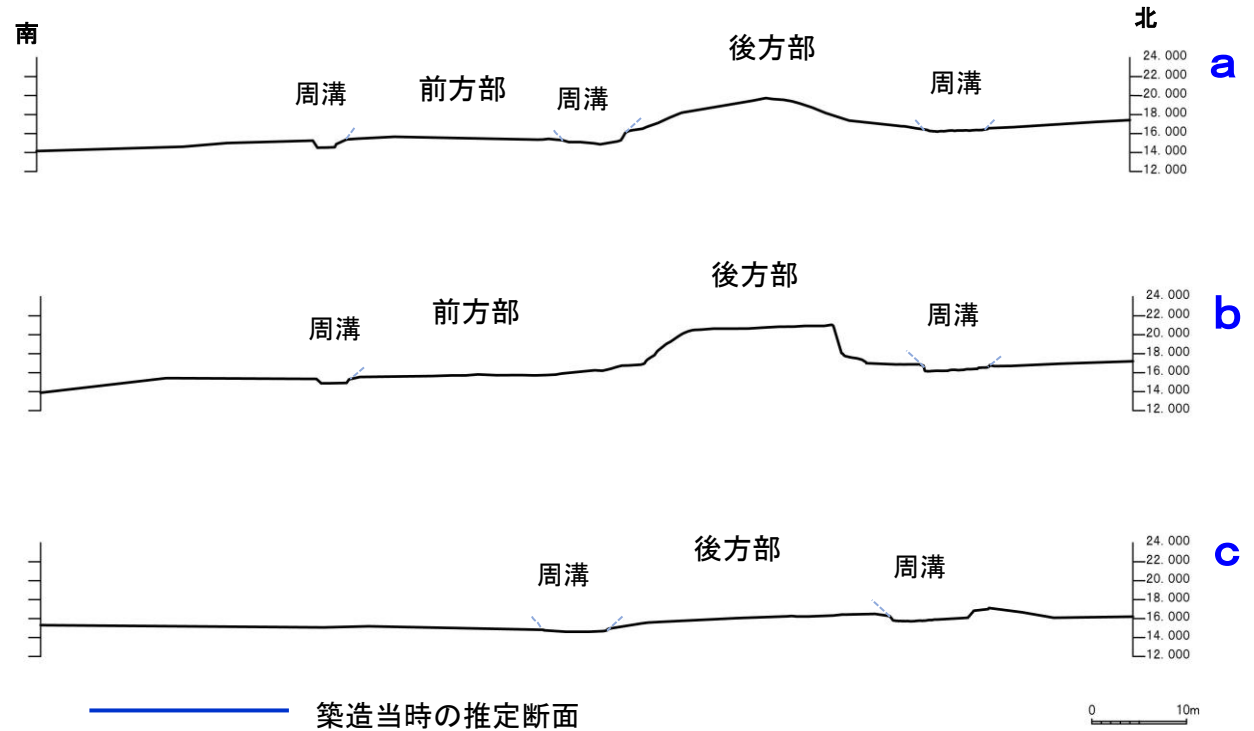 南
北
後方部
周溝
前方部
周溝
周溝
a
24. 000
22. 000
20. 000
18. 000
16. 000
14. 000
12. 000
後方部
周溝
前方部
周溝
b
24. 000
22. 000
20. 000
18. 000
16. 000
14. 000
12. 000
周溝
後方部
周溝
c
24. 000
22. 000
20. 000
18. 000
16. 000
14. 000
12. 000
築造当時の推定断面
0 10m